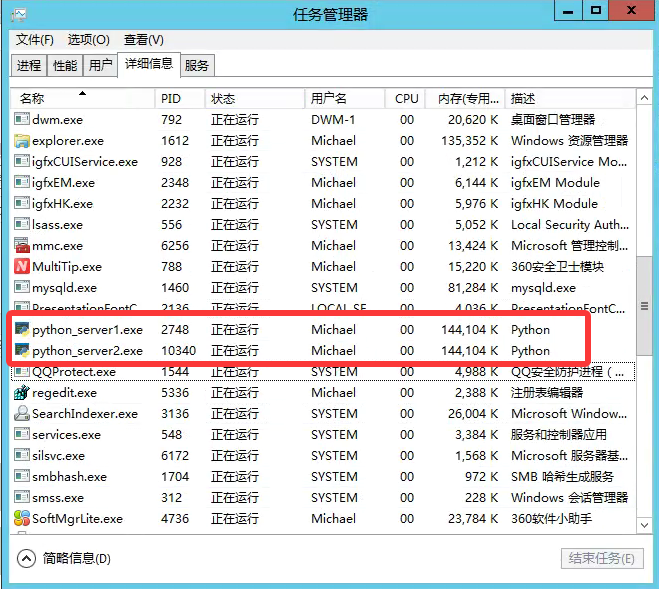 任务管理器
文件(F) 选项(O) 查看(V)
进程 性能 用户 详细信息 服务
名称 PID 状态 用户名 CPU 内存(专用... 描述
dwm.exe 792 正在运行 DWM-1 00 20,620 K 桌面窗口管理器
explorer.exe 1612 正在运行 Michael 00 135,352 K Windows 资源管理器
igfxCUIService.exe 928 正在运行 SYSTEM 00 1,212 K igfxCUIService Mo...
igfxEM.exe 2348 正在运行 Michael 00 6,144 K igfxEM Module
igfxHK.exe 2232 正在运行 Michael 00 5,976 K igfxHK Module
lsass.exe 556 正在运行 SYSTEM 00 5,052 K Local Security Auth...
mmc.exe 6256 正在运行 Michael 00 13,424 K Microsoft 管理控制...
MultiTip.exe 788 正在运行 Michael 00 15,220 K 360安全卫士模块
mysqld.exe 1460 正在运行 SYSTEM 00 81,284 K mysqld.exe
PresentationFontC... 2136 正在运行 LOCAL SE... 00 4,036 K PresentationFontC...
python_server1.exe 2748 正在运行 Michael 00 144,104 K Python
python_server2.exe 10340 正在运行 Michael 00 144,104 K Python
QQProtect.exe 1544 正在运行 SYSTEM 00 4,988 K QQ安全防护进程（...
regedit.exe 5336 正在运行 Michael 00 2,388 K 注册表编辑器
SearchIndexer.exe 3136 正在运行 SYSTEM 00 26,004 K Microsoft Window...
services.exe 548 正在运行 SYSTEM 00 3,384 K 服务和控制器应用
silsvc.exe 6172 正在运行 SYSTEM 00 1,568 K Microsoft 服务器基...
smbhash.exe 1704 正在运行 SYSTEM 00 972 K SMB 哈希生成服务
smss.exe 312 正在运行 SYSTEM 00 228 K Windows 会话管理器
SoftMgrLite.exe 4736 正在运行 Michael 00 23,784 K 360软件小助手
简略信息(D) 结束任务(E)